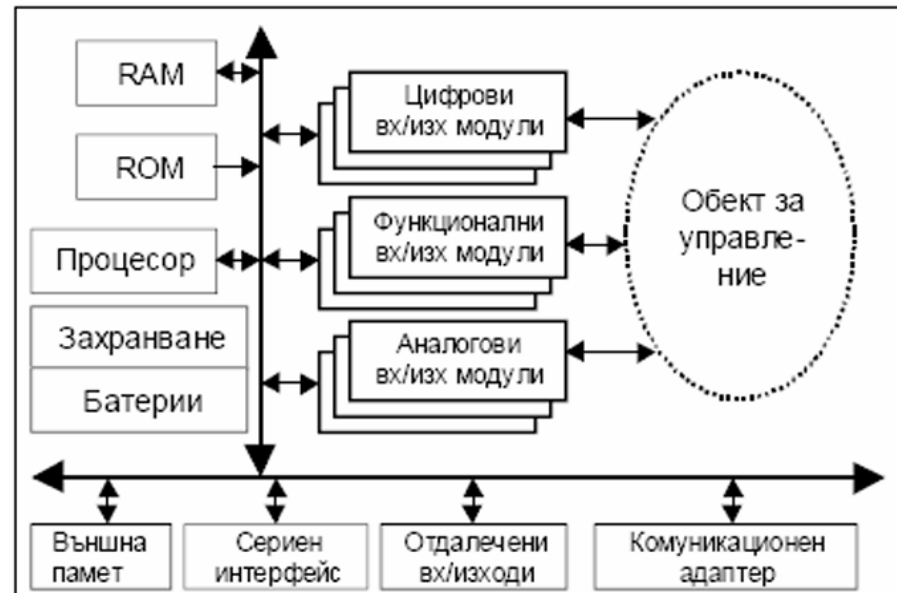 RAM
ROM
Процесор
Захранване
Батерии
Цифрови
вх/изх модули
Функционални
вх/изх модули
Аналогови
вх/изх модули
Обект за
управле-
ние
Външна
памет
Сериен
интерфейс
Отдалечени
вх/изходи
Комуникационен
адаптер